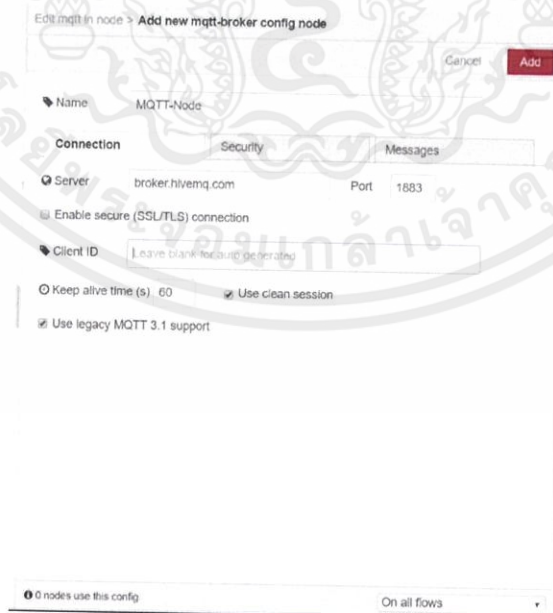 Edit mqtt in node > Add new mqtt-broker config node
Cancel Add
Name MQTT-Node
Connection Security Messages
Server broker.hivemq.com Port 1883
Enable secure (SSL/TLS) connection
Client ID Leave blank for auto generated
Keep alive time (s) 60 Use clean session
Use legacy MQTT 3.1 support
0 nodes use this config On all flows